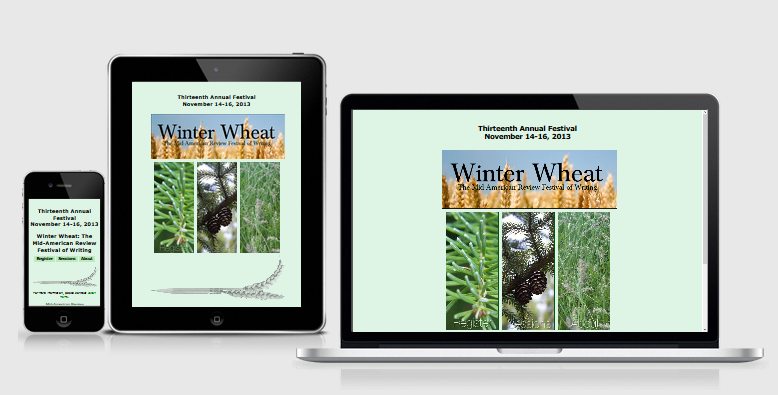 Thirteenth Annual
Festival
November 14-16, 2013
Winter Wheat: The
Mid-American Review
Festival of Writing
Register Sessions About
Thirteenth Annual Festival
November 14-16, 2013
Winter Wheat
The Mid American Review Festival of Writing
Thirteenth Annual Festival
November 14-16, 2013
Winter Wheat
The Mid American Review Festival of Writing
Register Sessions About